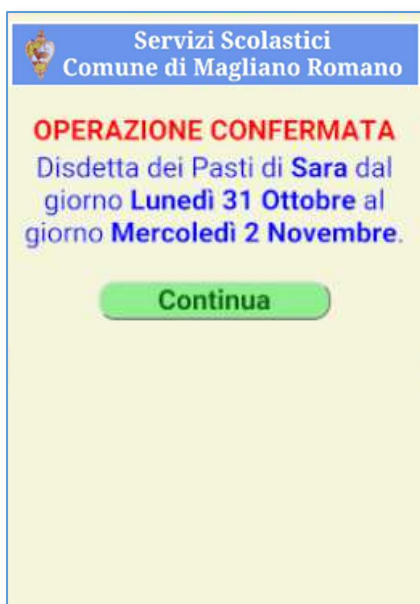 Servizi Scolastici
Comune di Magliano Romano
OPERAZIONE CONFERMATA
Disdetta dei Pasti di Sara dal
giorno Lunedì 31 Ottobre al
giorno Mercoledì 2 Novembre.
Continua